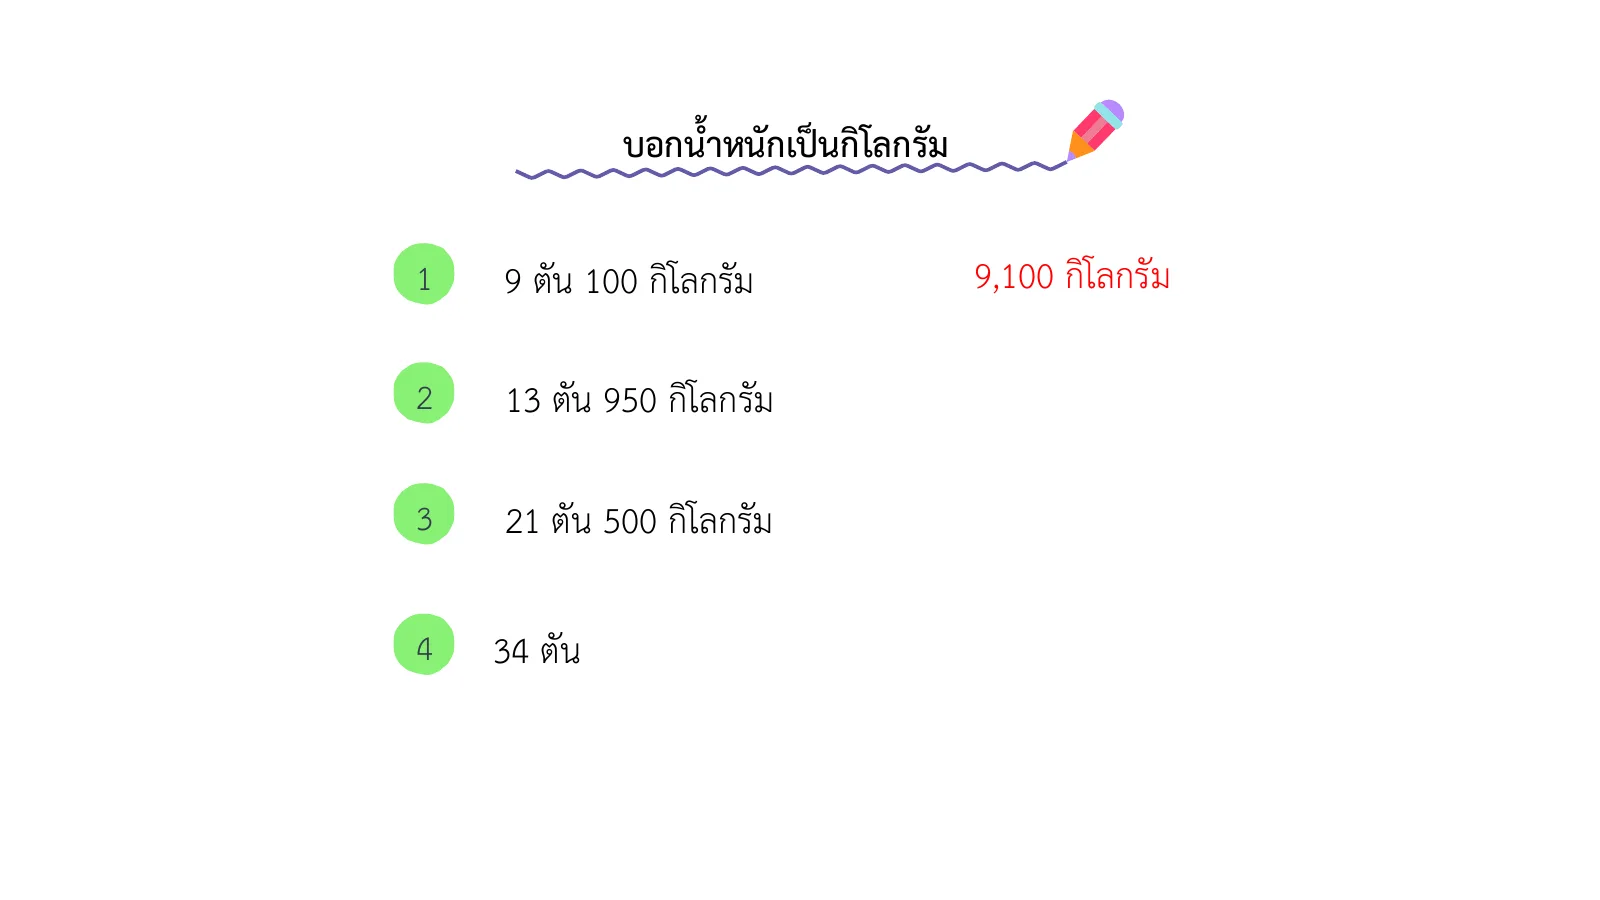 บอกน้ำหนักเป็นกิโลกรัม
1 9 ตัน 100 กิโลกรัม 9,100 กิโลกรัม
2 13 ตัน 950 กิโลกรัม
3 21 ตัน 500 กิโลกรัม
4 34 ตัน